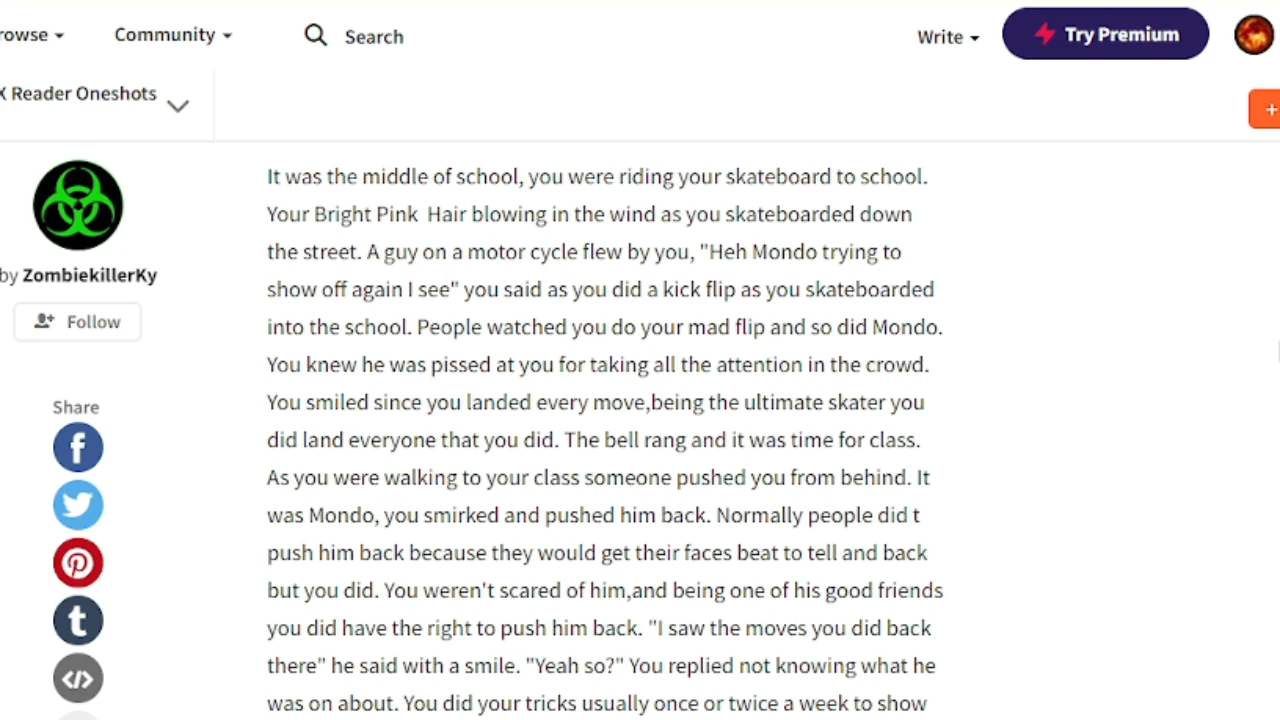 rowse
Community
Search
Write
Try Premium
X Reader Oneshots
+
by ZombiekillerKy
Follow
Share
It was the middle of school, you were riding your skateboard to school.
Your Bright Pink  Hair blowing in the wind as you skateboarded down
the street. A guy on a motor cycle flew by you, "Heh Mondo trying to
show off again I see" you said as you did a kick flip as you skateboarded
into the school. People watched you do your mad flip and so did Mondo.
You knew he was pissed at you for taking all the attention in the crowd.
You smiled since you landed every move,being the ultimate skater you
did land everyone that you did. The bell rang and it was time for class.
As you were walking to your class someone pushed you from behind. It
was Mondo, you smirked and pushed him back. Normally people did t
push him back because they would get their faces beat to tell and back
but you did. You weren't scared of him,and being one of his good friends
you did have the right to push him back. "I saw the moves you did back
there" he said with a smile. "Yeah so?" You replied not knowing what he
was on about. You did your tricks usually once or twice a week to show